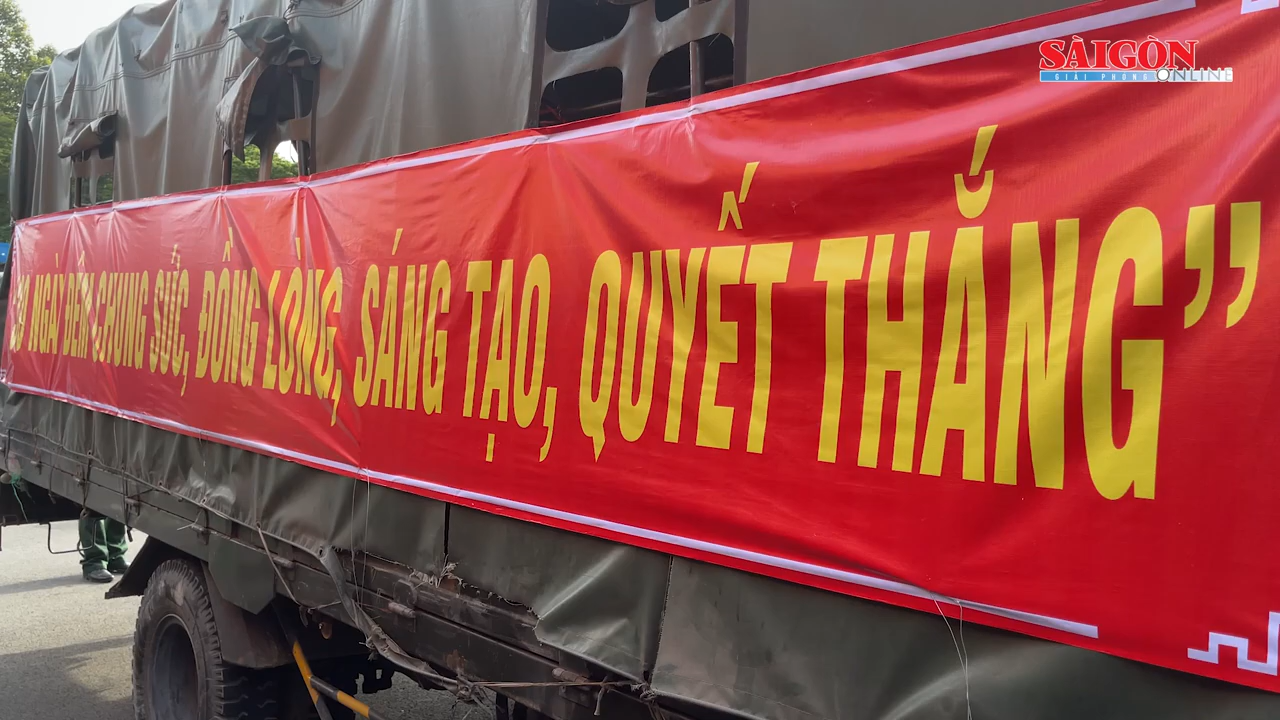 SÀIGÒN
GIẢI PHÓNG ONLINE
NGÀY ĐÊM CHUNG SỨC, ĐỒNG LÒNG, SÁNG TẠO, QUYẾT THẮNG”